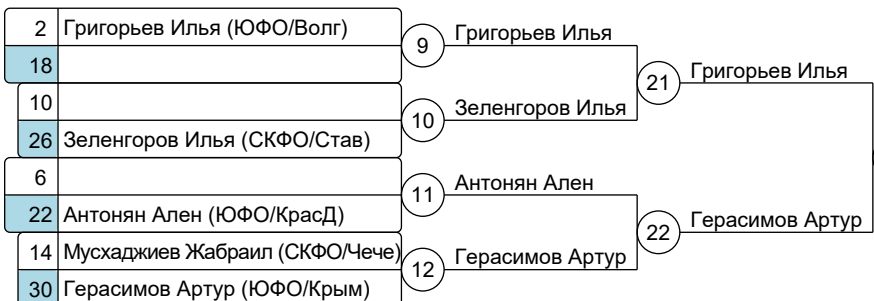 2 Григорьев Илья (ЮФО/Волг)
18
10
26 Зеленгоров Илья (СКФО/Став)
6
22 Антонян Ален (ЮФО/КрасД)
14 Мусхаджиев Жабраил (СКФО/Чече)
30 Герасимов Артур (ЮФО/Крым)
9 Григорьев Илья
10 Зеленгоров Илья
11 Антонян Ален
12 Герасимов Артур
21 Григорьев Илья
22 Герасимов Артур